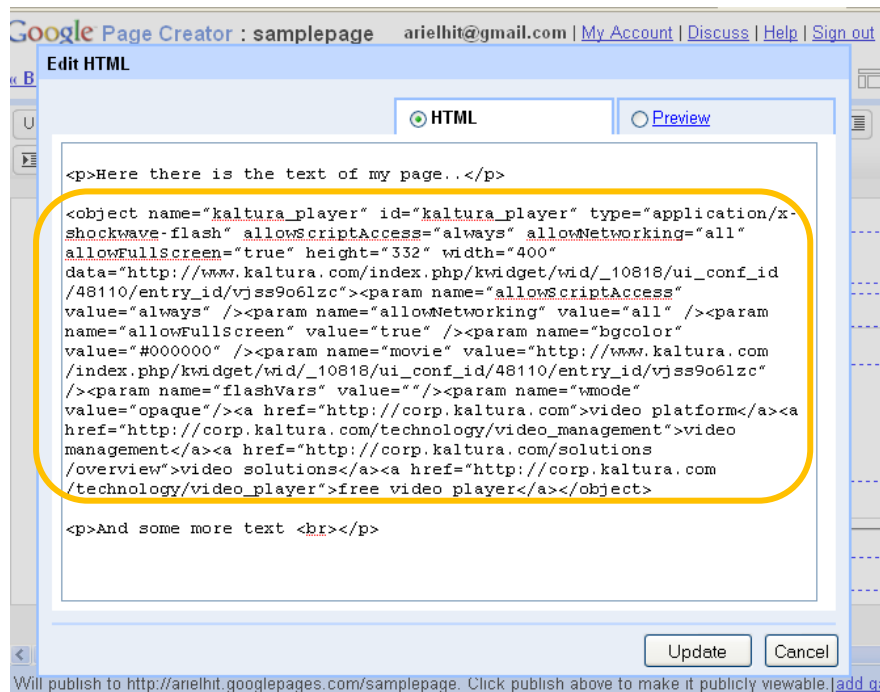 Google Page Creator : samplepage arielhit@gmail.com | My Account | Discuss | Help | Sign out
« B
Edit HTML
U
HTML Preview
<p>Here there is the text of my page..</p>
<object name="kaltura_player" id="kaltura_player" type="application/x-
shockwave-flash" allowScriptAccess="always" allowNetworking="all"
allowFullScreen="true" height="332" width="400"
data="http://www.kaltura.com/index.php/kwidget/wid/_10818/ui_conf_id
/48110/entry_id/vjss9o6lzc"><param name="allowScriptAccess"
value="always" /><param name="allowNetworking" value="all" /><param
name="allowFullScreen" value="true" /><param name="bgcolor"
value="#000000" /><param name="movie" value="http://www.kaltura.com
/index.php/kwidget/wid/_10818/ui_conf_id/48110/entry_id/vjss9o6lzc"
/><param name="flashVars" value=""/><param name="wmode"
value="opaque"/><a href="http://corp.kaltura.com">video platform</a><a
href="http://corp.kaltura.com/technology/video_management">video
management</a><a href="http://corp.kaltura.com/solutions
/overview">video solutions</a><a href="http://corp.kaltura.com
/technology/video_player">free video player</a></object>
<p>And some more text <br></p>
Update Cancel
Will publish to http://arielhit.googlepages.com/samplepage. Click publish above to make it publicly viewable.|add ga